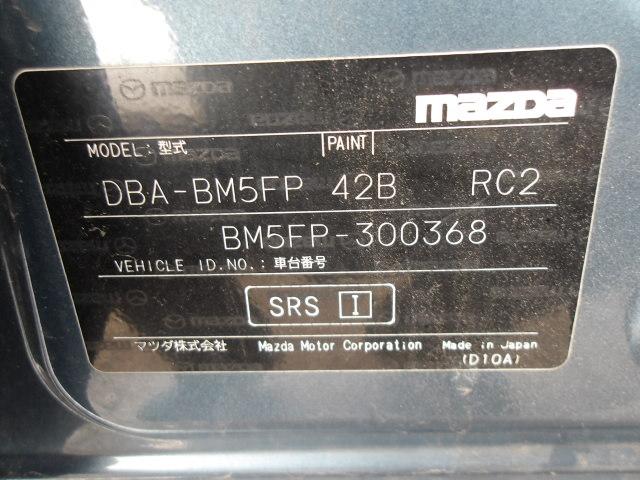 mazda
MODEL: 型式 PAINT
DBA-BM5FP 42B RC2
BM5FP-300368
VEHICLE ID.NO.: 車台番号
SRS I
マツダ株式会社 Mazda Motor Corporation Made in Japan
(D10A)